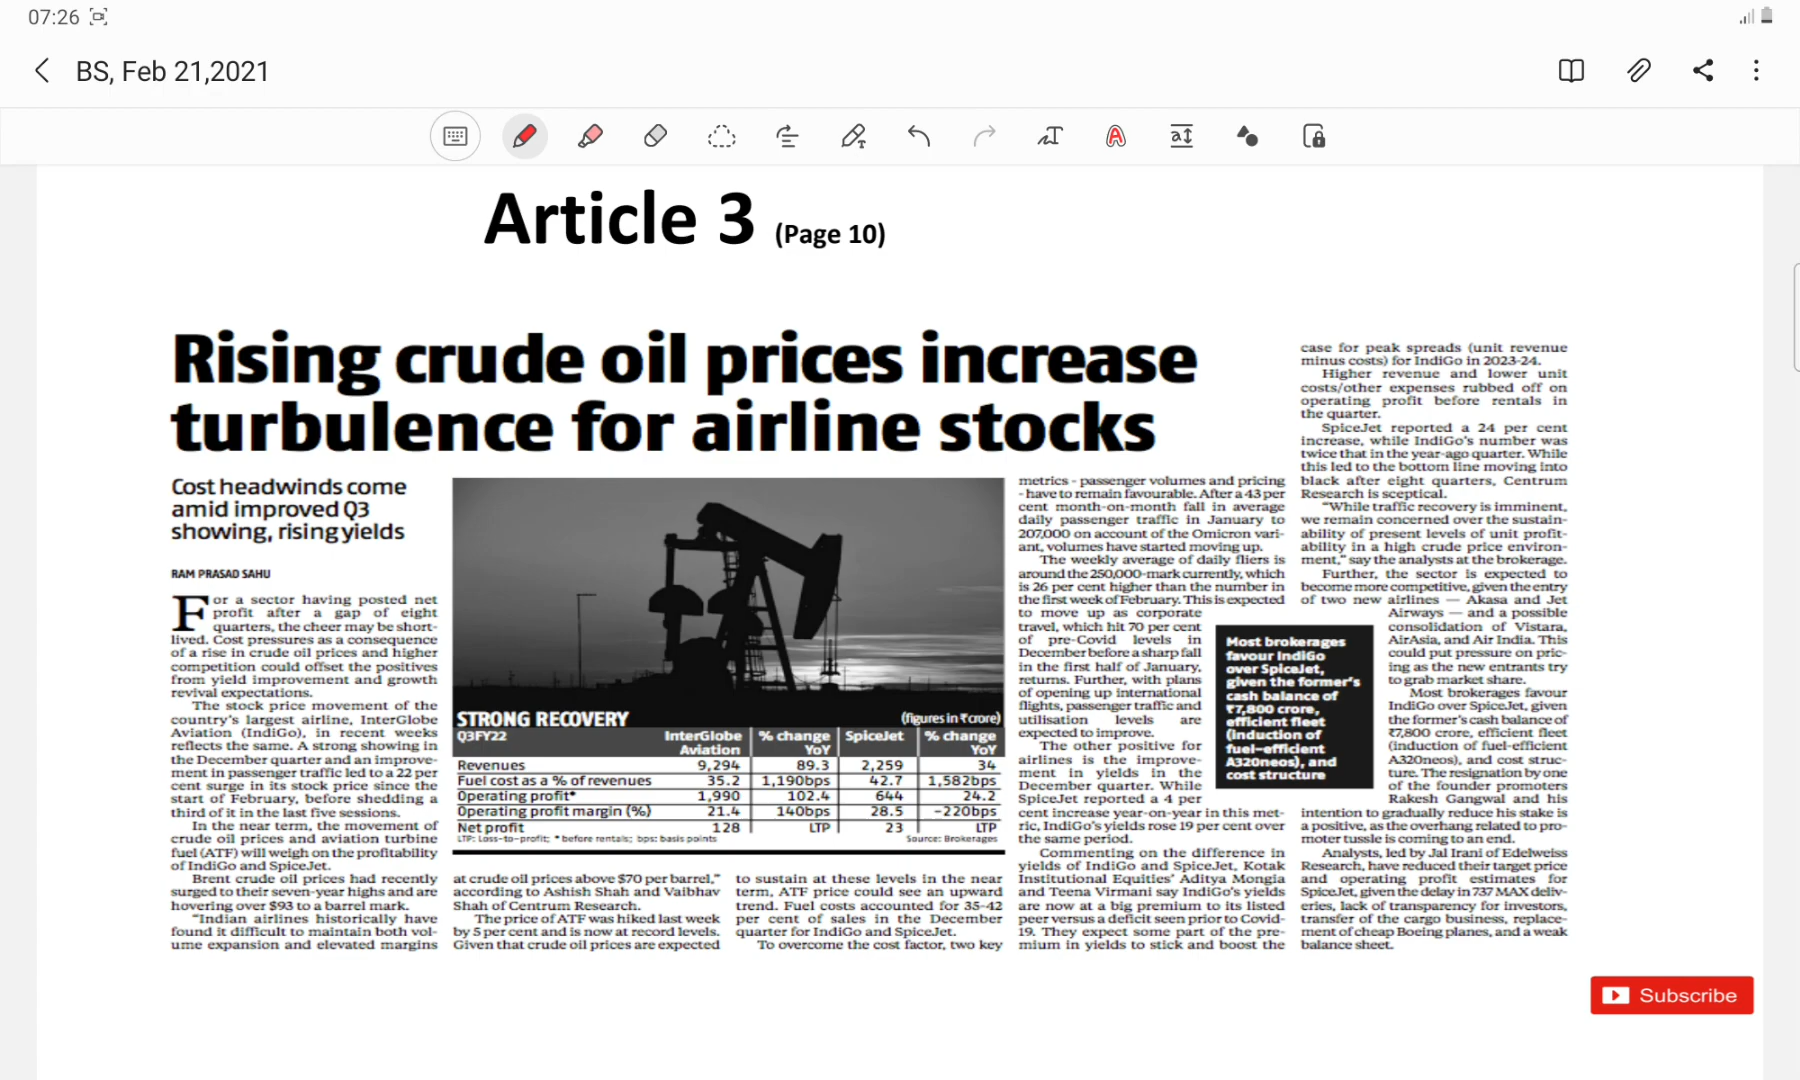 07:26
BS, Feb 21,2021
Article 3 (Page 10)
Rising crude oil prices increase
turbulence for airline stocks
Cost headwinds come
amid improved Q3
showing, rising yields
RAM PRASAD SAHU
For a sector having posted net
profit after a gap of eight
quarters, the cheer may be short-
lived. Cost pressures as a consequence
of a rise in crude oil prices and higher
competition could offset the positives
from yield improvement and growth
revival expectations.
The stock price movement of the
country's largest airline, InterGlobe
Aviation (IndiGo), in recent weeks
reflects the same. A strong showing in
the December quarter and an improve-
ment in passenger traffic led to a 22 per
cent surge in its stock price since the
start of February, before shedding a
third of it in the last five sessions.
In the near term, the movement of
crude oil prices and aviation turbine
fuel (ATF) will weigh on the profitability
of IndiGo and SpiceJet.
Brent crude oil prices had recently
surged to their seven-year highs and are
hovering over $93 to a barrel mark.
"Indian airlines historically have
found it difficult to maintain both vol-
ume expansion and elevated margins
STRONG RECOVERY (figures in ₹ crore)
Q3FY22 InterGlobe Aviation % change YoY SpiceJet % change YoY
Revenues 9,294 89.3 2,259 34
Fuel cost as a % of revenues 35.2 1,190bps 42.7 1,582bps
Operating profit* 1,990 102.4 644 24.2
Operating profit margin (%) 21.4 140bps 28.5 -220bps
Net profit 128 LTP 23 LTP
LTP: Loss-to-profit; * before rentals; bps: basis points Source: Brokerages
at crude oil prices above $70 per barrel,"
according to Ashish Shah and Vaibhav
Shah of Centrum Research.
The price of ATF was hiked last week
by 5 per cent and is now at record levels.
Given that crude oil prices are expected
to sustain at these levels in the near
term, ATF price could see an upward
trend. Fuel costs accounted for 35-42
per cent of sales in the December
quarter for IndiGo and SpiceJet.
To overcome the cost factor, two key
metrics - passenger volumes and pricing
- have to remain favourable. After a 43 per
cent month-on-month fall in average
daily passenger traffic in January to
207,000 on account of the Omicron vari-
ant, volumes have started moving up.
The weekly average of daily fliers is
around the 250,000-mark currently, which
is 26 per cent higher than the number in
the first week of February. This is expected
to move up as corporate
travel, which hit 70 per cent
of pre-Covid levels in
December before a sharp fall
in the first half of January,
returns. Further, with plans
of opening up international
flights, passenger traffic and
utilisation levels are
expected to improve.
The other positive for
airlines is the improve-
ment in yields in the
December quarter. While
SpiceJet reported a 4 per
cent increase year-on-year in this met-
ric, IndiGo's yields rose 19 per cent over
the same period.
Commenting on the difference in
yields of IndiGo and SpiceJet, Kotak
Institutional Equities' Aditya Mongia
and Teena Virmani say IndiGo's yields
are now at a big premium to its listed
peer versus a deficit seen prior to Covid-
19. They expect some part of the pre-
mium in yields to stick and boost the
Most brokerages
favour IndiGo
over SpiceJet,
given the former's
cash balance of
₹7,800 crore,
efficient fleet
(induction of
fuel-efficient
A320neos), and
cost structure
case for peak spreads (unit revenue
minus costs) for IndiGo in 2023-24.
Higher revenue and lower unit
costs/other expenses rubbed off on
operating profit before rentals in
the quarter.
SpiceJet reported a 24 per cent
increase, while IndiGo's number was
twice that in the year-ago quarter. While
this led to the bottom line moving into
black after eight quarters, Centrum
Research is sceptical.
"While traffic recovery is imminent,
we remain concerned over the sustain-
ability of present levels of unit profit-
ability in a high crude price environ-
ment," say the analysts at the brokerage.
Further, the sector is expected to
become more competitive, given the entry
of two new airlines — Akasa and Jet
Airways — and a possible
consolidation of Vistara,
AirAsia, and Air India. This
could put pressure on pric-
ing as the new entrants try
to grab market share.
Most brokerages favour
IndiGo over SpiceJet, given
the former's cash balance of
₹7,800 crore, efficient fleet
(induction of fuel-efficient
A320neos), and cost struc-
ture. The resignation by one
of the founder promoters
Rakesh Gangwal and his
intention to gradually reduce his stake is
a positive, as the overhang related to pro-
moter tussle is coming to an end.
Analysts, led by Jal Irani of Edelweiss
Research, have reduced their target price
and operating profit estimates for
SpiceJet, given the delay in 737 MAX deliv-
eries, lack of transparency for investors,
transfer of the cargo business, replace-
ment of cheap Boeing planes, and a weak
balance sheet.
Subscribe